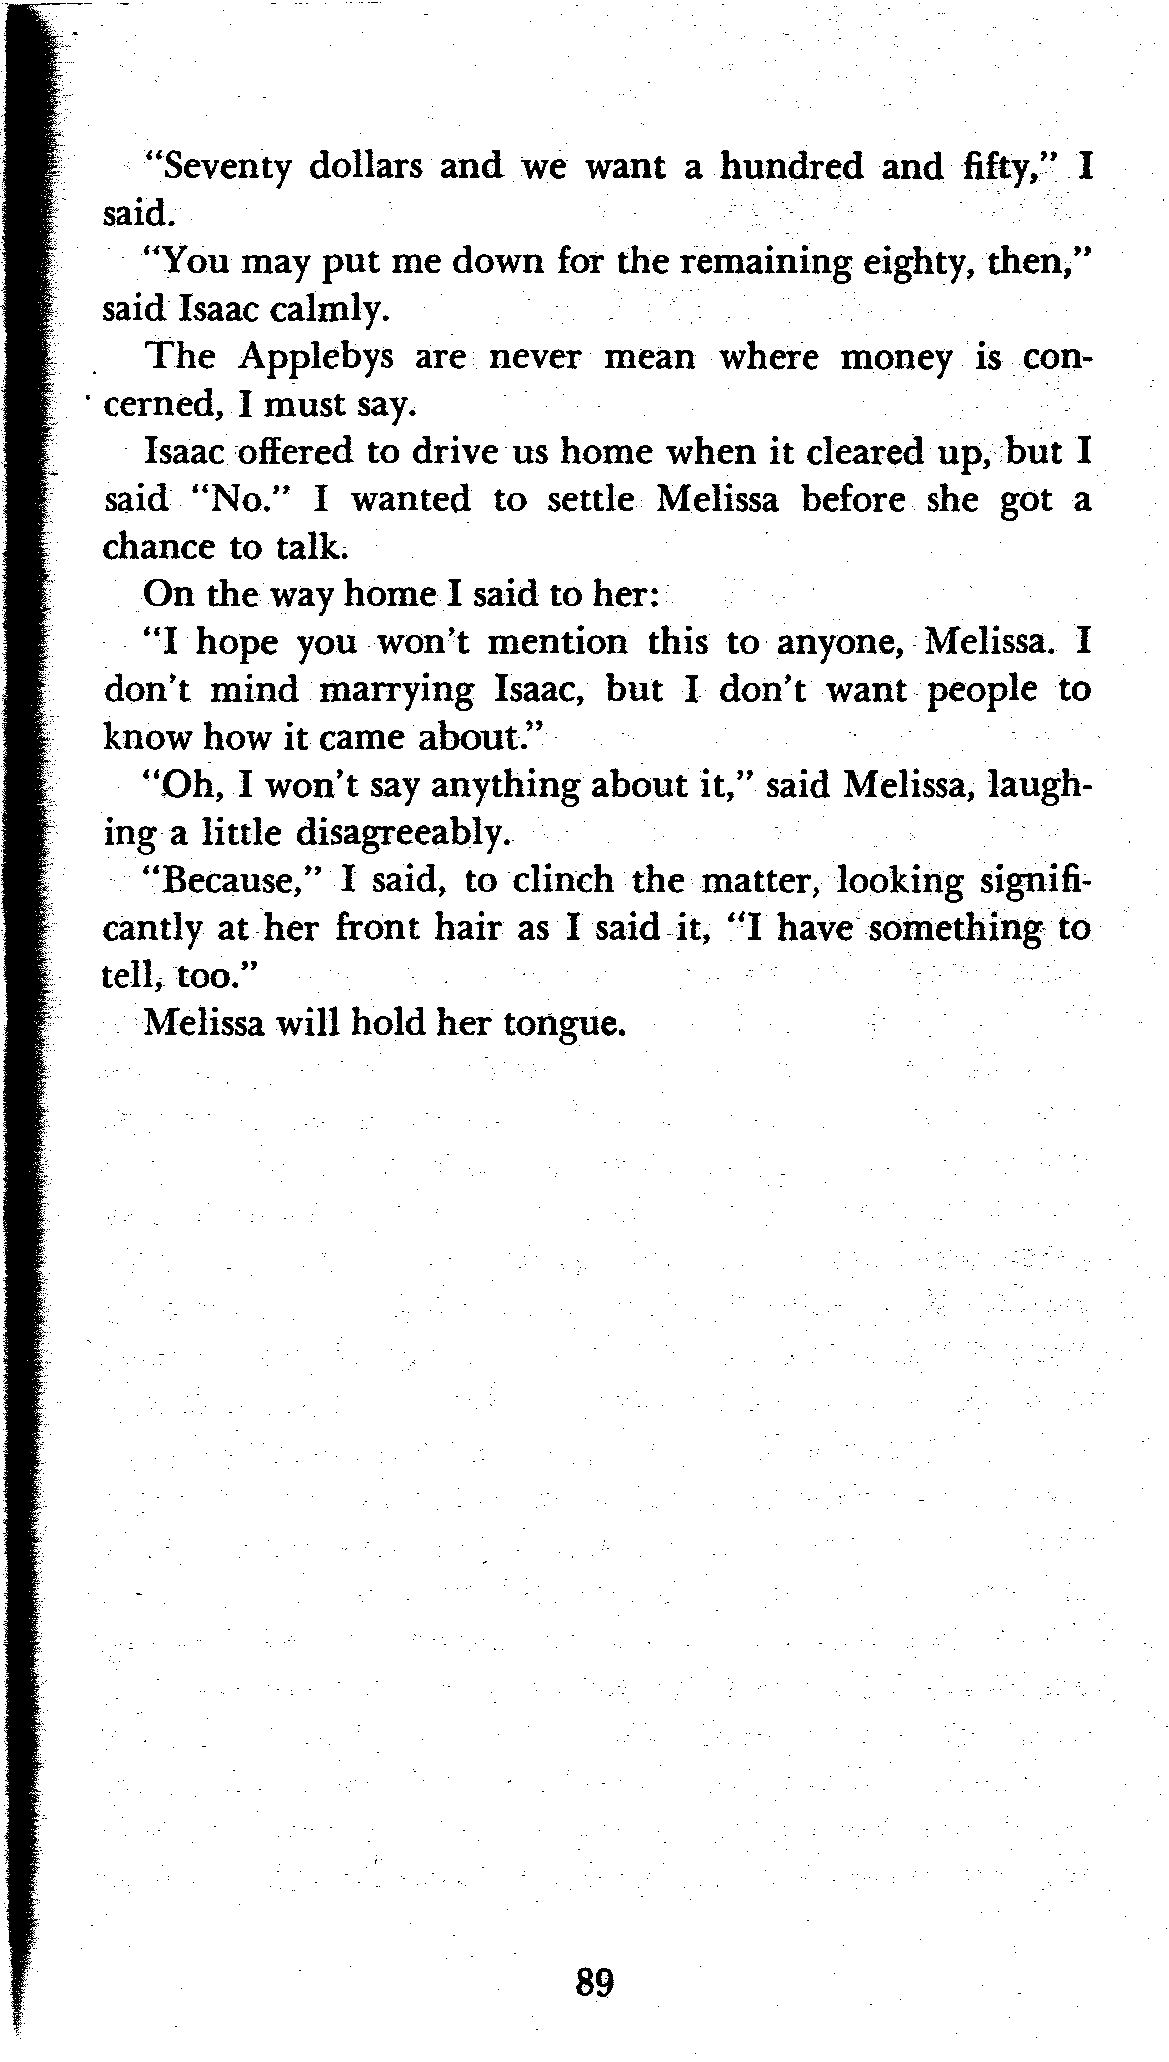 “Seventy dollars and we want a hundred and fifty,” I
said.
“You may put me down for the remaining eighty, then,”
said Isaac calmly.
The Applebys are never mean where money is con-
cerned, I must say.
Isaac offered to drive us home when it cleared up, but I
said “No.” I wanted to settle Melissa before she got a
chance to talk.
On the way home I said to her:
“I hope you won’t mention this to anyone, Melissa. I
don’t mind marrying Isaac, but I don’t want people to
know how it came about.”
“Oh, I won’t say anything about it,” said Melissa, laugh-
ing a little disagreeably.
“Because,” I said, to clinch the matter, looking signifi-
cantly at her front hair as I said it, “I have something to
tell, too.”
Melissa will hold her tongue.
89